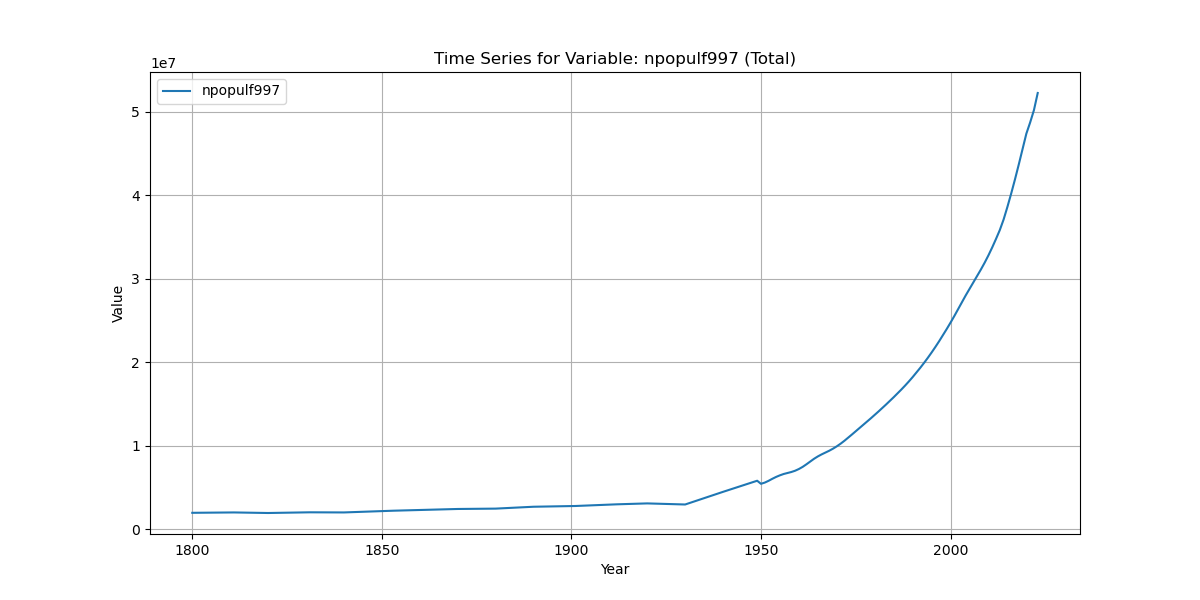 Time Series for Variable: npopulf997 (Total)
1e7
npopulf997
5
4
3
2
1
0
Value
1800 1850 1900 1950 2000
Year